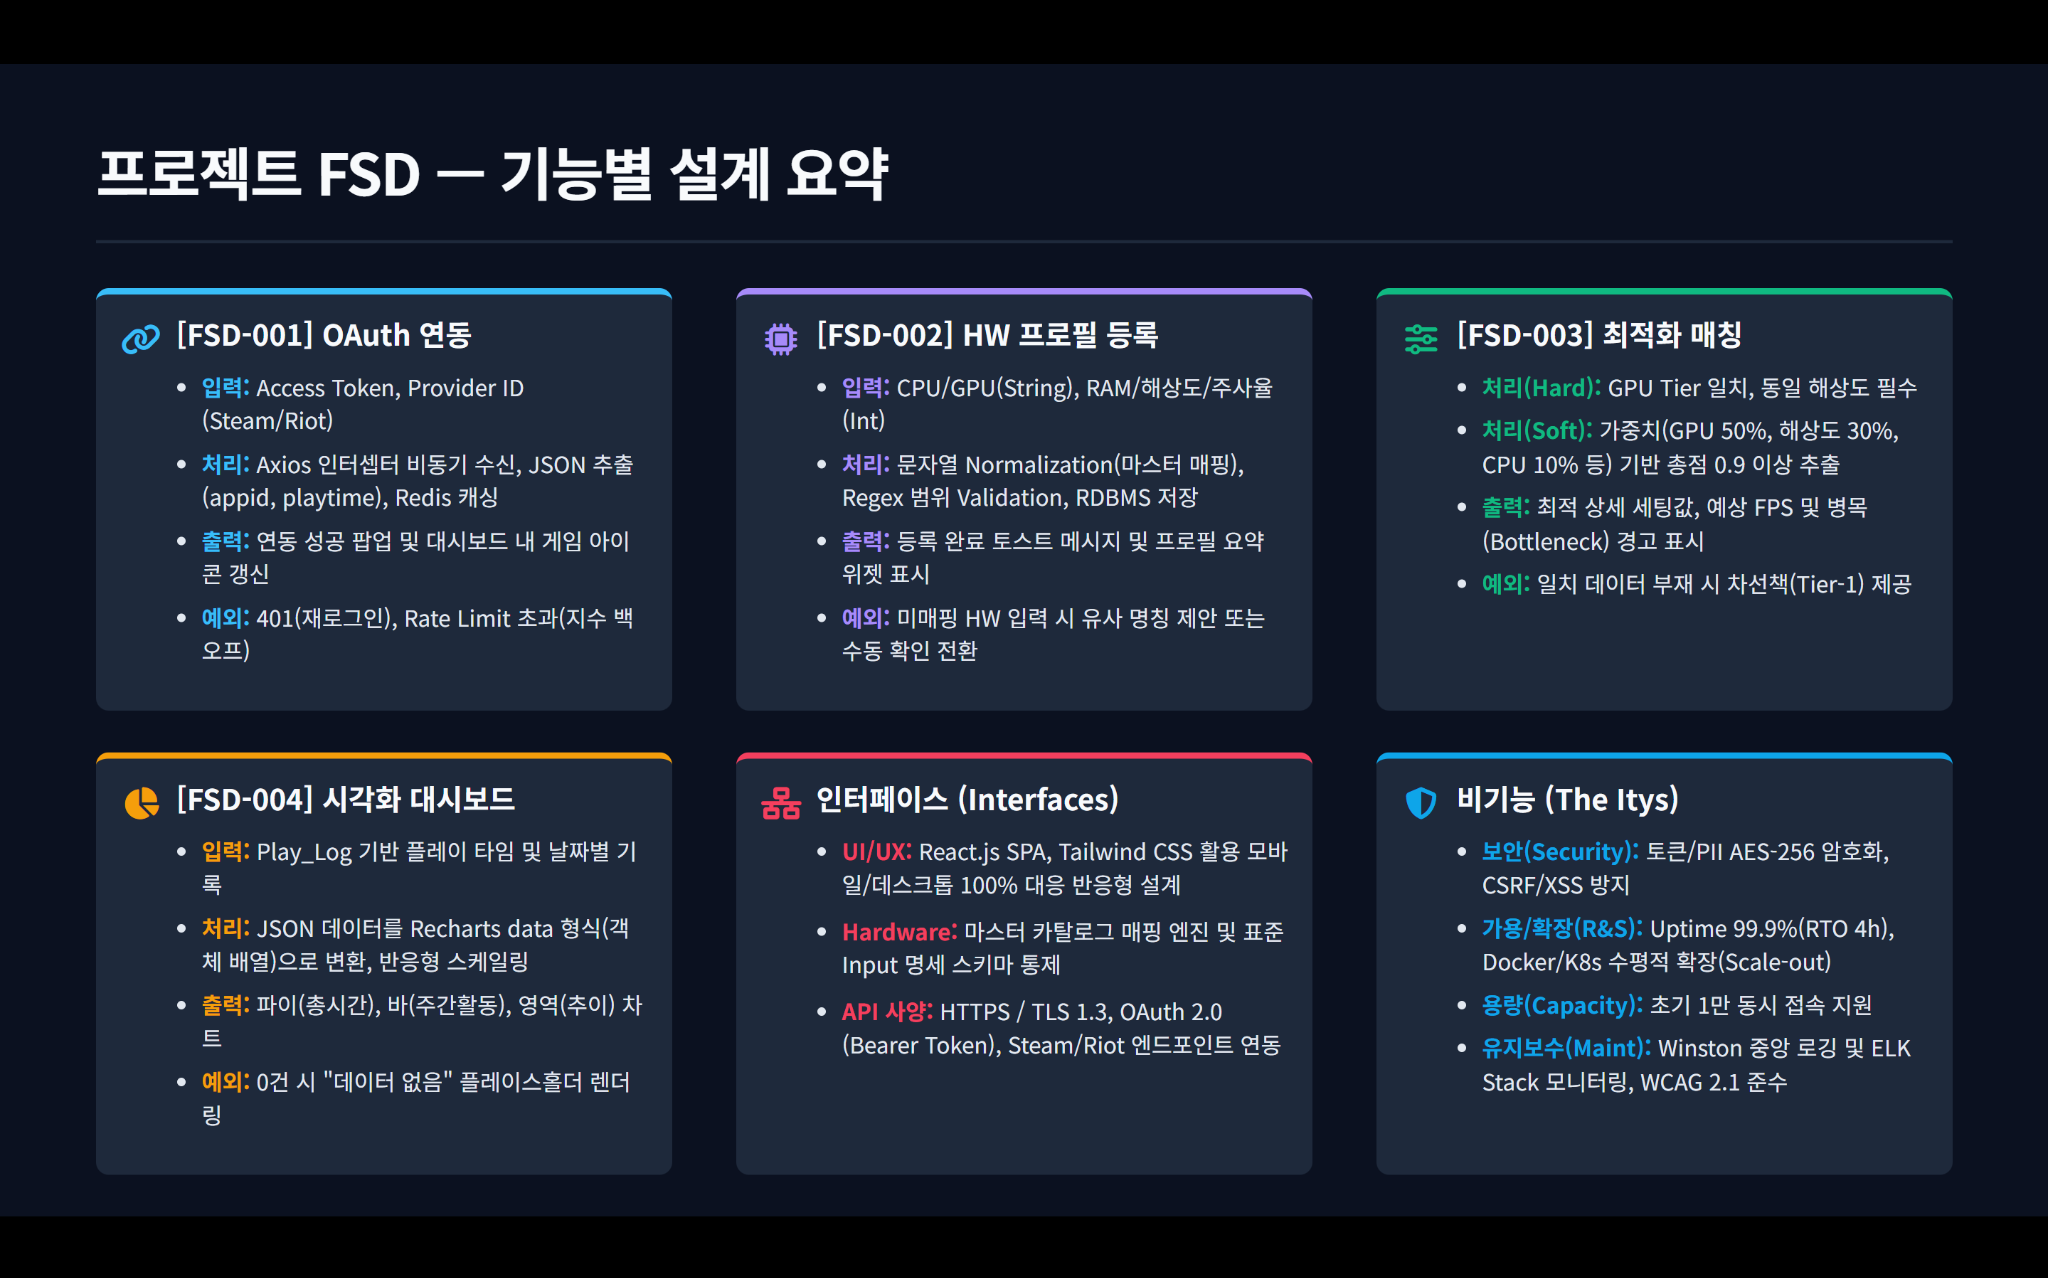 프로젝트 FSD — 기능별 설계 요약
[FSD-001] OAuth 연동
• 입력: Access Token, Provider ID
(Steam/Riot)
• 처리: Axios 인터셉터 비동기 수신, JSON 추출
(appid, playtime), Redis 캐싱
• 출력: 연동 성공 팝업 및 대시보드 내 게임 아이
콘 갱신
• 예외: 401(재로그인), Rate Limit 초과(지수 백
오프)
[FSD-002] HW 프로필 등록
• 입력: CPU/GPU(String), RAM/해상도/주사율
(Int)
• 처리: 문자열 Normalization(마스터 매핑),
Regex 범위 Validation, RDBMS 저장
• 출력: 등록 완료 토스트 메시지 및 프로필 요약
위젯 표시
• 예외: 미매핑 HW 입력 시 유사 명칭 제안 또는
수동 확인 전환
[FSD-003] 최적화 매칭
• 처리(Hard): GPU Tier 일치, 동일 해상도 필수
• 처리(Soft): 가중치(GPU 50%, 해상도 30%,
CPU 10% 등) 기반 총점 0.9 이상 추출
• 출력: 최적 상세 세팅값, 예상 FPS 및 병목
(Bottleneck) 경고 표시
• 예외: 일치 데이터 부재 시 차선책(Tier-1) 제공
[FSD-004] 시각화 대시보드
• 입력: Play_Log 기반 플레이 타임 및 날짜별 기
록
• 처리: JSON 데이터를 Recharts data 형식(객
체 배열)으로 변환, 반응형 스케일링
• 출력: 파이(총시간), 바(주간활동), 영역(추이) 차
트
• 예외: 0건 시 "데이터 없음" 플레이스홀더 렌더
링
인터페이스 (Interfaces)
• UI/UX: React.js SPA, Tailwind CSS 활용 모바
일/데스크톱 100% 대응 반응형 설계
• Hardware: 마스터 카탈로그 매핑 엔진 및 표준
Input 명세 스키마 통제
• API 사양: HTTPS / TLS 1.3, OAuth 2.0
(Bearer Token), Steam/Riot 엔드포인트 연동
비기능 (The Itys)
• 보안(Security): 토큰/PII AES-256 암호화,
CSRF/XSS 방지
• 가용/확장(R&S): Uptime 99.9%(RTO 4h),
Docker/K8s 수평적 확장(Scale-out)
• 용량(Capacity): 초기 1만 동시 접속 지원
• 유지보수(Maint): Winston 중앙 로깅 및 ELK
Stack 모니터링, WCAG 2.1 준수